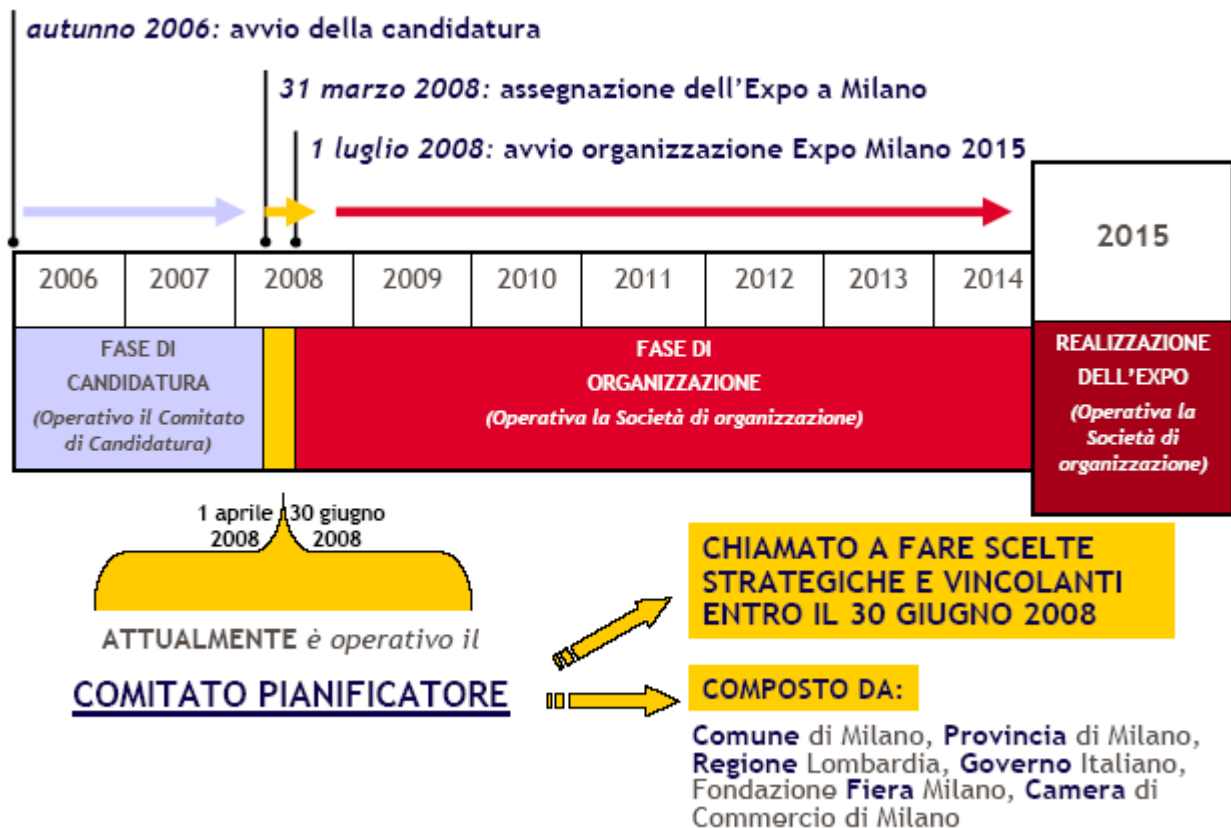 autunno 2006: avvio della candidatura
31 marzo 2008: assegnazione dell'Expo a Milano
1 luglio 2008: avvio organizzazione Expo Milano 2015
2006 2007 2008 2009 2010 2011 2012 2013 2014 2015
FASE DI
CANDIDATURA
(Operativo il Comitato
di Candidatura)
FASE DI
ORGANIZZAZIONE
(Operativa la Società di organizzazione)
REALIZZAZIONE
DELL'EXPO
(Operativa la
Società di
organizzazione)
1 aprile 30 giugno
2008 2008
ATTUALMENTE è operativo il
COMITATO PIANIFICATORE
CHIAMATO A FARE SCELTE
STRATEGICHE E VINCOLANTI
ENTRO IL 30 GIUGNO 2008
COMPOSTO DA:
Comune di Milano, Provincia di Milano,
Regione Lombardia, Governo Italiano,
Fondazione Fiera Milano, Camera di
Commercio di Milano